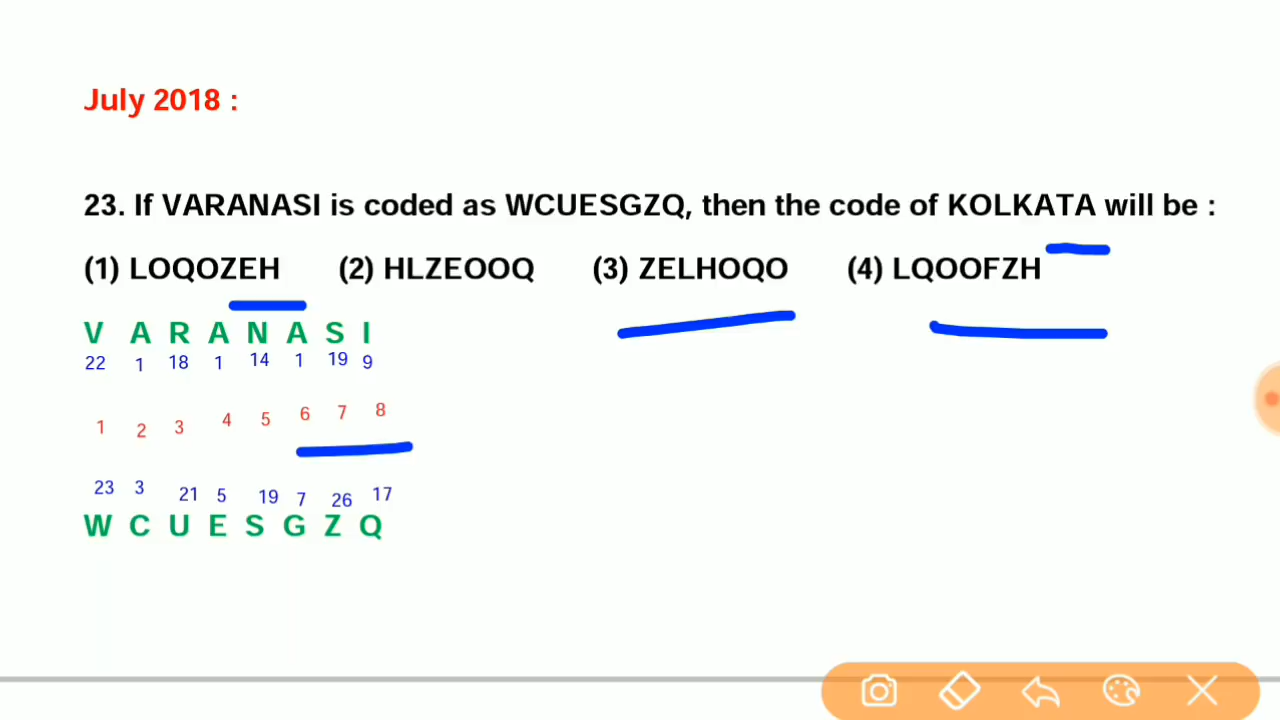 July 2018 :
23. If VARANASI is coded as WCUESGZQ, then the code of KOLKATA will be :
(1) LOQOZEH (2) HLZEOOQ (3) ZELHOQO (4) LQOOFZH
V A R A N A S I
22 1 18 1 14 1 19 9
1 2 3 4 5 6 7 8
23 3 21 5 19 7 26 17
W C U E S G Z Q